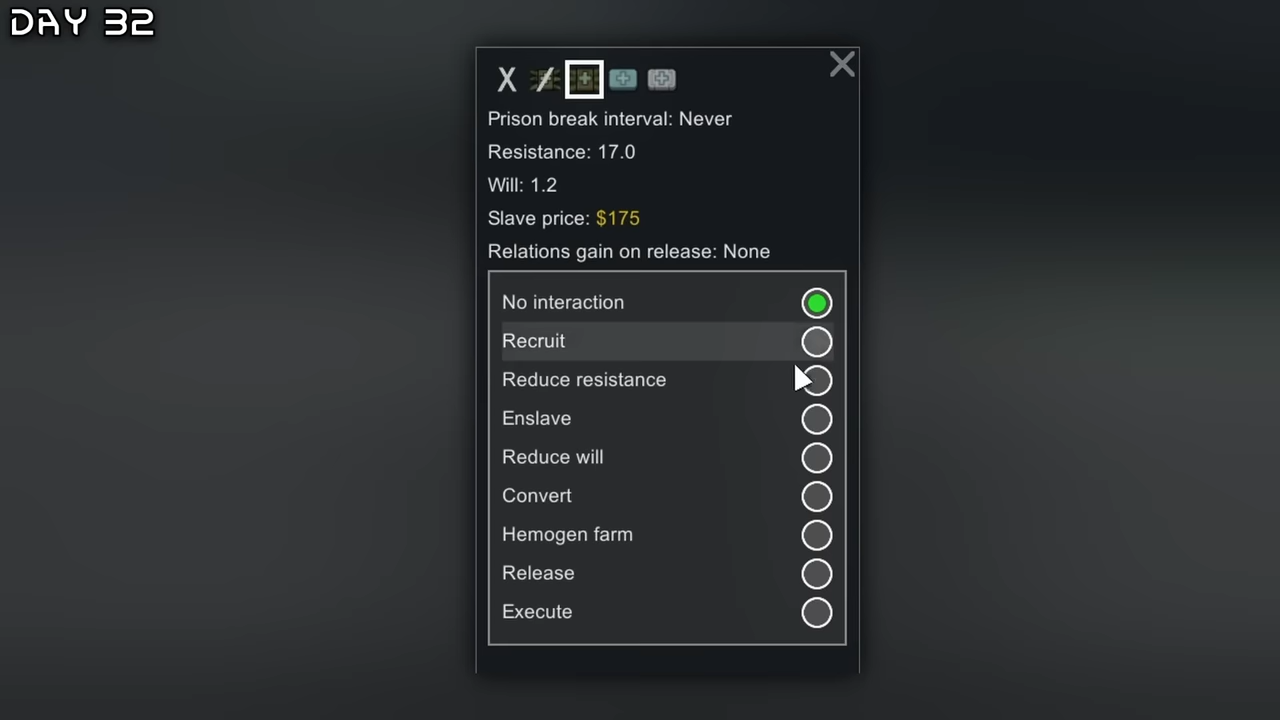 DAY 32
Prison break interval: Never
Resistance: 17.0
Will: 1.2
Slave price: $175
Relations gain on release: None
No interaction
Recruit
Reduce resistance
Enslave
Reduce will
Convert
Hemogen farm
Release
Execute